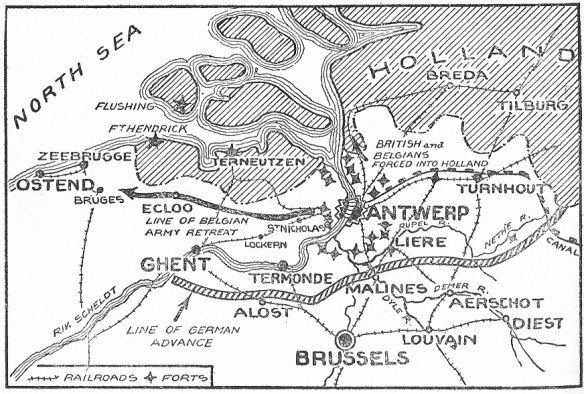 NORTH SEA
HOLLAND
BREDA
TILBURG
FLUSHING
FT HENDRICK
BRITISH and
BELGIANS
FORCED INTO HOLLAND
ZEEBRUGGE
TERNEUTZEN
OSTEND
TURNHOUT
BRUGES
ECLOO
ANTWERP
LINE OF BELGIAN
ARMY RETREAT
ST NICHOLAS
RUPEL R.
NETHE R.
LOCKERN
LIERE
CANAL
GHENT
TERMONDE
MALINES
DEMER R.
RIV. SCHELDT
AERSCHOT
ALOST
DYLE R.
DIEST
LINE OF GERMAN
ADVANCE
LOUVAIN
BRUSSELS
RAILROADS FORTS